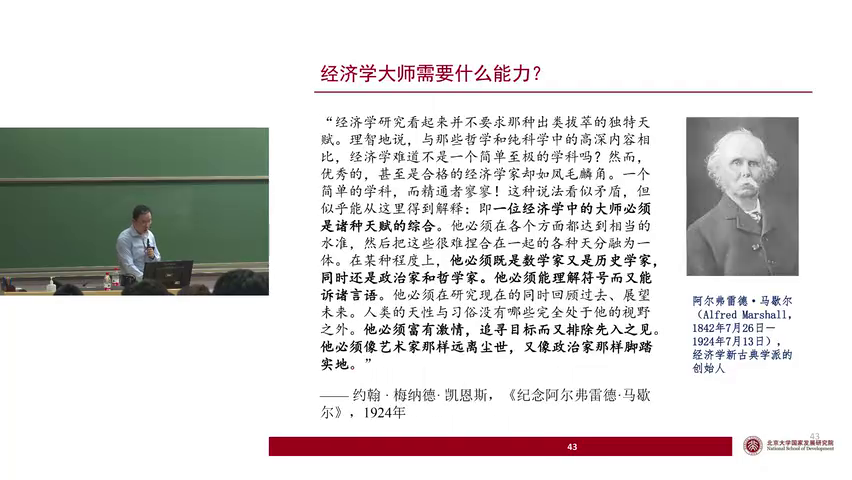 经济学大师需要什么能力？
“经济学研究看起来并不要求那种出类拔萃的独特天
赋。理智地说，与那些哲学和纯科学中的高深内容相
比，经济学难道不是一个简单至极的学科吗？然而，
优秀的，甚至是合格的经济学家却如凤毛麟角。一个
简单的学科，而精通者寥寥！这种说法看似矛盾，但
似乎能从这里得到解释：即一位经济学中的大师必须
是诸种天赋的综合。他必须在各个方面都达到相当的
水准，然后把这些很难捏合在一起的各种天分融为一
体。在某种程度上，他必须既是数学家又是历史学家，
同时还是政治家和哲学家。他必须能理解符号而又能
诉诸言语。他必须在研究现在的同时回顾过去、展望
未来。人类的天性与习俗没有哪些完全处于他的视野
之外。他必须富有激情，追寻目标而又排除先入之见。
他必须像艺术家那样远离尘世，又像政治家那样脚踏
实地。”
—— 约翰·梅纳德·凯恩斯，《纪念阿尔弗雷德·马歇
尔》，1924年
阿尔弗雷德·马歇尔
（Alfred Marshall，
1842年7月26日—
1924年7月13日），
经济学新古典学派的
创始人
43
43
北京大学国家发展研究院
National School of Development